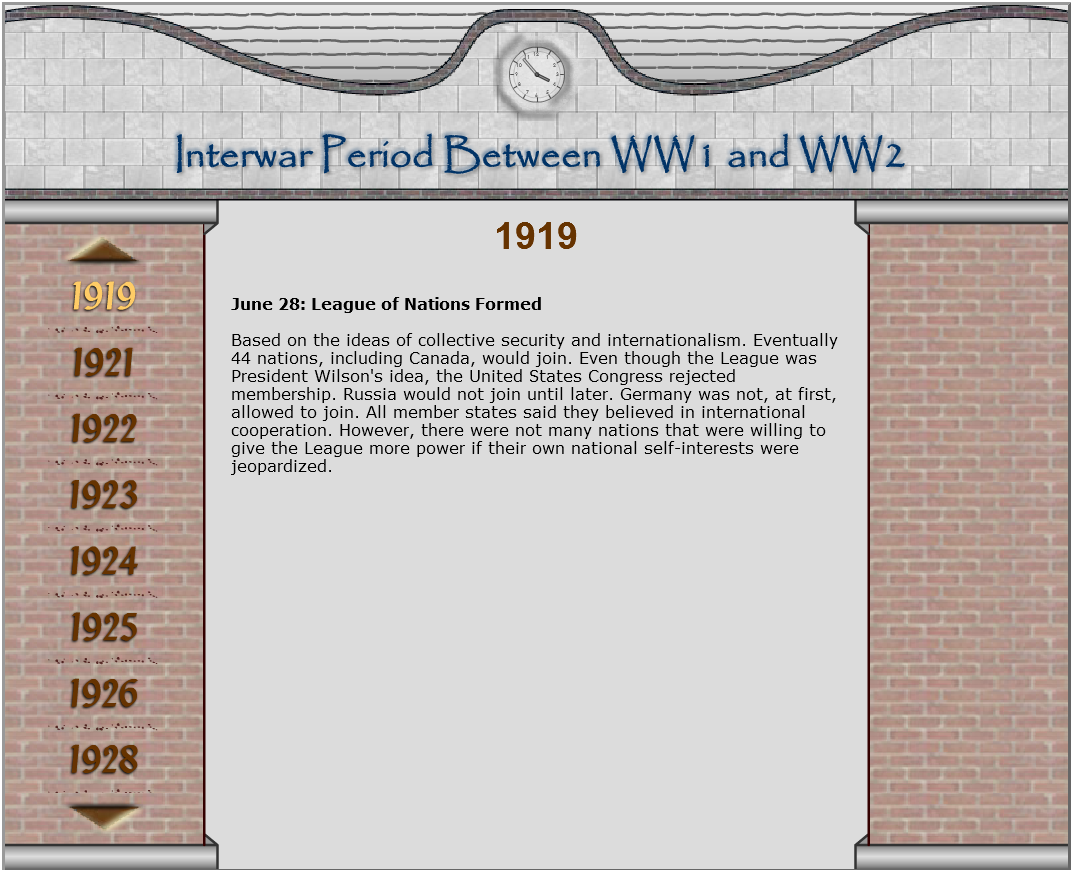 Interwar Period Between WW1 and WW2
1919
1919
1921
1922
1923
1924
1925
1926
1928
June 28: League of Nations Formed
Based on the ideas of collective security and internationalism. Eventually
44 nations, including Canada, would join. Even though the League was
President Wilson's idea, the United States Congress rejected
membership. Russia would not join until later. Germany was not, at first,
allowed to join. All member states said they believed in international
cooperation. However, there were not many nations that were willing to
give the League more power if their own national self-interests were
jeopardized.